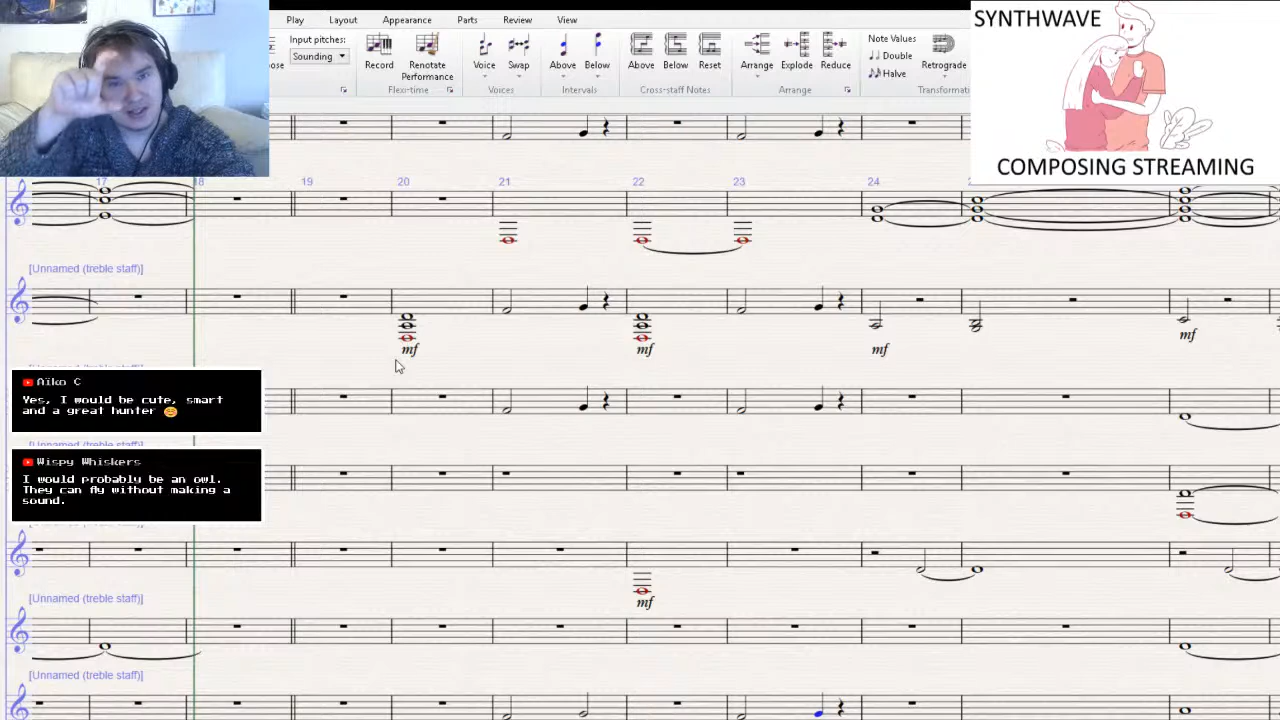 Play Layout Appearance Parts Review View
Input pitches:
Sounding
Record Renotate Performance
Flexi-time
Voice Swap
Voices
Above Below
Intervals
Above Below Reset
Cross-staff Notes
Arrange Explode Reduce
Arrange
Note Values
Double
Halve
Retrograde
SYNTHWAVE
COMPOSING STREAMING
17 18 19 20 21 22 23 24
[Unnamed (treble staff)]
mf mf mf mf
Aiko C
Yes, I would be cute, smart
and a great hunter 😊
Wispy Whiskers
I would probably be an owl.
They can fly without making a
sound.
mf
[Unnamed (treble staff)]
[Unnamed (treble staff)]